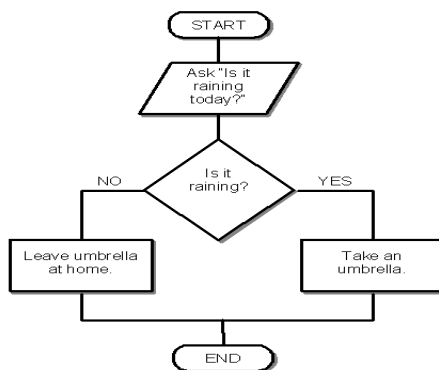 START
Ask "Is it
raining
today?"
Is it
raining?
NO
YES
Leave umbrella
at home.
Take an
umbrella.
END